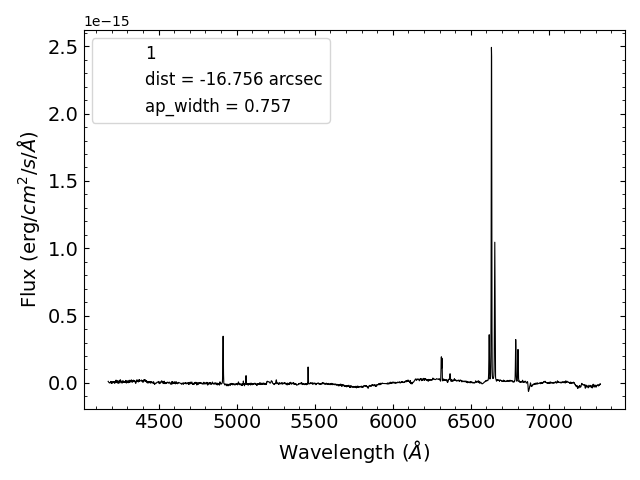 1e−15
1
dist = -16.756 arcsec
ap_width = 0.757
2.5
2.0
1.5
1.0
0.5
0.0
Flux (erg/cm²/s/Å)
4500 5000 5500 6000 6500 7000
Wavelength (Å)